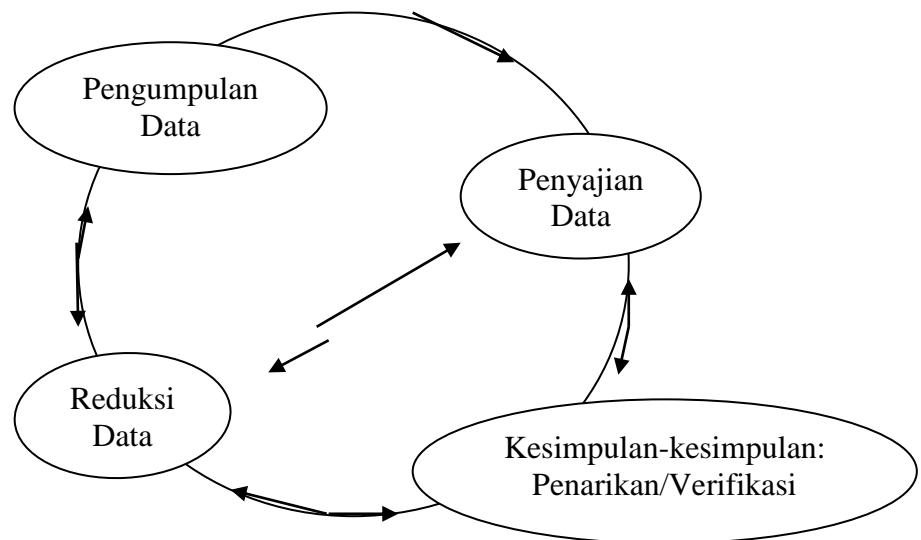 Pengumpulan
Data
Penyajian
Data
Reduksi
Data
Kesimpulan-kesimpulan:
Penarikan/Verifikasi